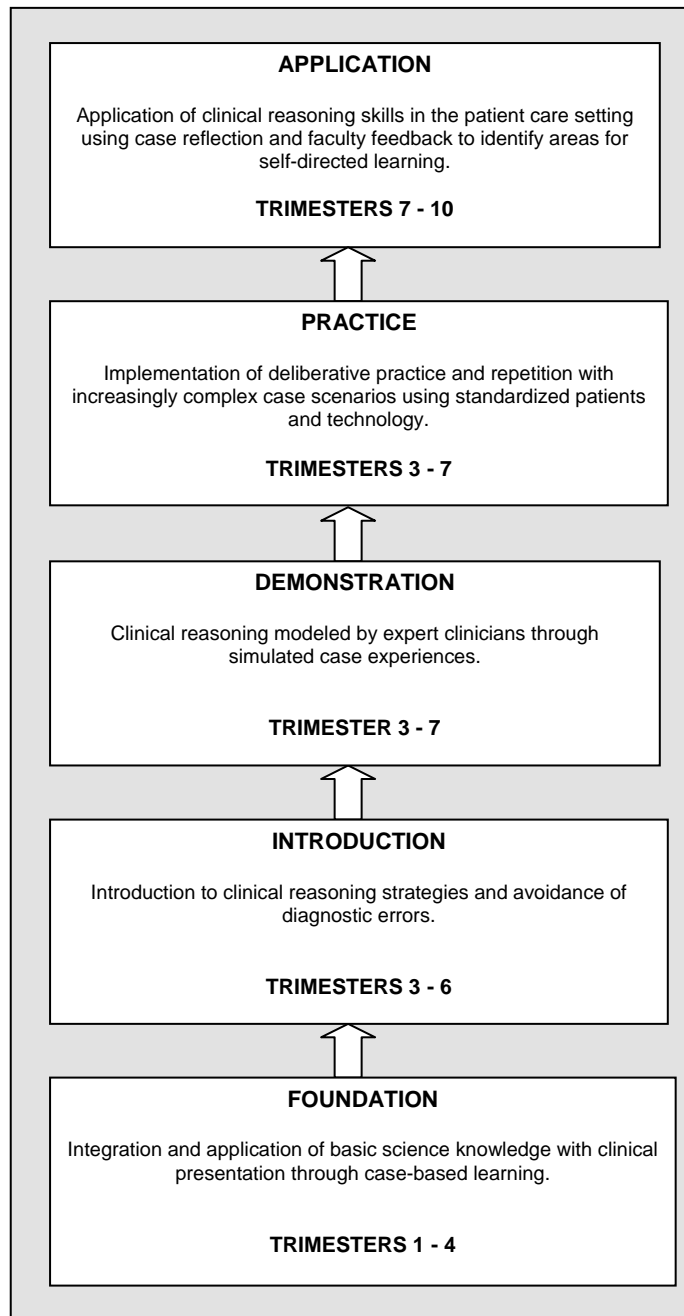 APPLICATION
Application of clinical reasoning skills in the patient care setting
using case reflection and faculty feedback to identify areas for
self-directed learning.
TRIMESTERS 7 - 10
PRACTICE
Implementation of deliberative practice and repetition with
increasingly complex case scenarios using standardized patients
and technology.
TRIMESTERS 3 - 7
DEMONSTRATION
Clinical reasoning modeled by expert clinicians through
simulated case experiences.
TRIMESTER 3 - 7
INTRODUCTION
Introduction to clinical reasoning strategies and avoidance of
diagnostic errors.
TRIMESTERS 3 - 6
FOUNDATION
Integration and application of basic science knowledge with clinical
presentation through case-based learning.
TRIMESTERS 1 - 4